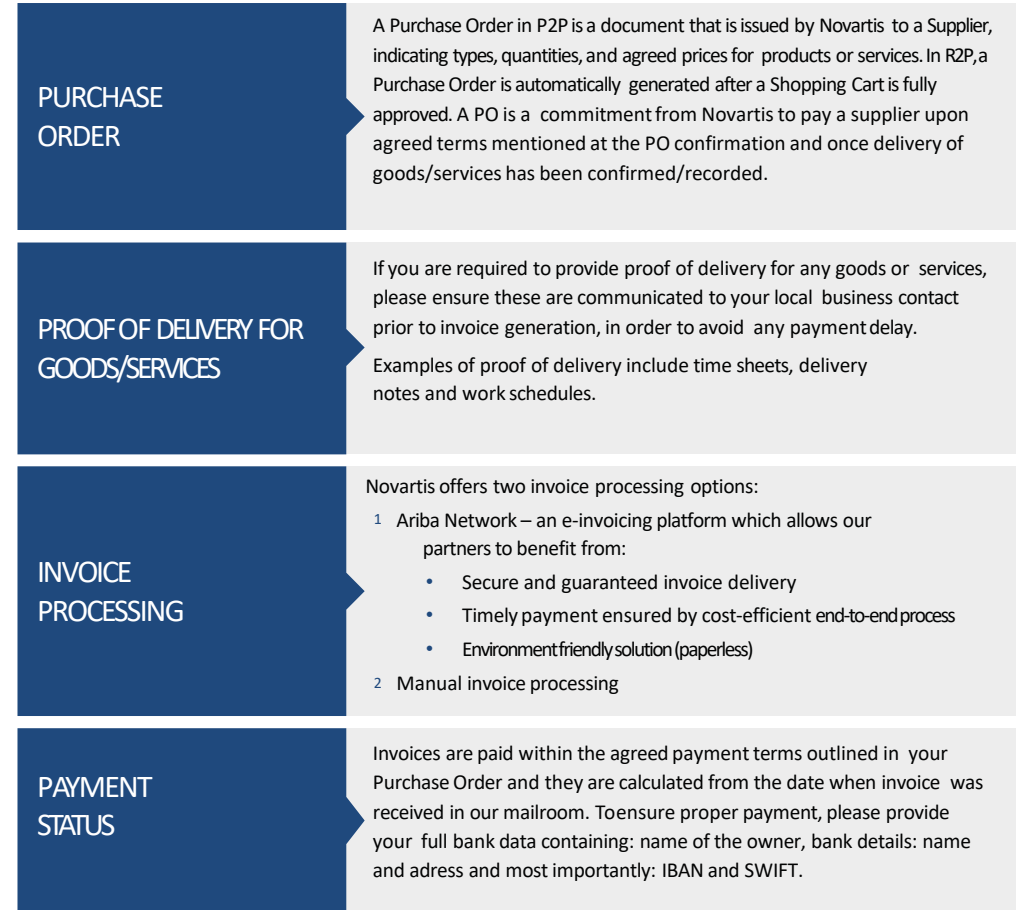 PURCHASE
ORDER
A Purchase Order in P2P is a document that is issued by Novartis to a Supplier,
indicating types, quantities, and agreed prices for products or services. In R2P, a
Purchase Order is automatically generated after a Shopping Cart is fully
approved. A PO is a commitment from Novartis to pay a supplier upon
agreed terms mentioned at the PO confirmation and once delivery of
goods/services has been confirmed/recorded.
PROOF OF DELIVERY FOR
GOODS/SERVICES
If you are required to provide proof of delivery for any goods or services,
please ensure these are communicated to your local business contact
prior to invoice generation, in order to avoid any payment delay.
Examples of proof of delivery include time sheets, delivery
notes and work schedules.
INVOICE
PROCESSING
Novartis offers two invoice processing options:
1 Ariba Network – an e-invoicing platform which allows our
partners to benefit from:
• Secure and guaranteed invoice delivery
• Timely payment ensured by cost-efficient end-to-end process
• Environment friendly solution (paperless)
2 Manual invoice processing
PAYMENT
STATUS
Invoices are paid within the agreed payment terms outlined in your
Purchase Order and they are calculated from the date when invoice was
received in our mailroom. Toensure proper payment, please provide
your full bank data containing: name of the owner, bank details: name
and adress and most importantly: IBAN and SWIFT.